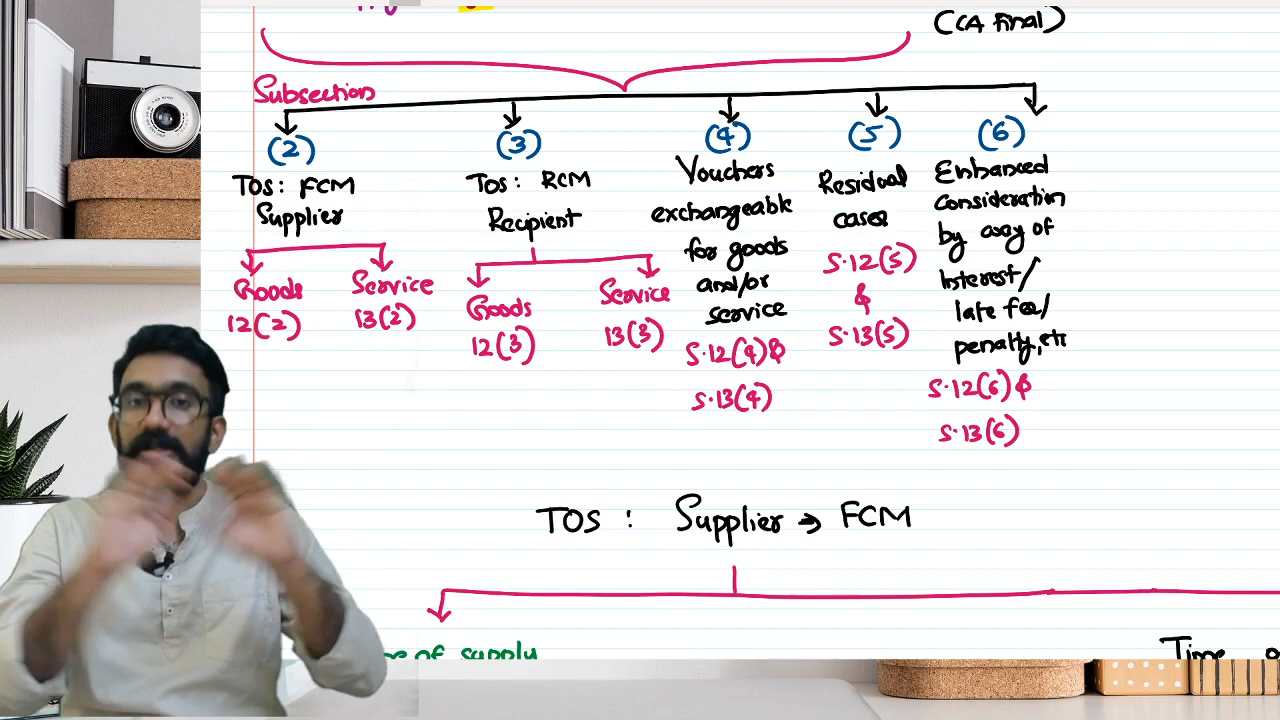 (CA Final)
Subsection
(2)
TOS: FCM
Supplier
Goods
12(2)
Service
13(2)
(3)
TOS: RCM
Recipient
Goods
12(3)
Service
13(3)
(4)
Vouchers
exchangeable
for goods
and/or
service
S.12(4)&
S.13(4)
(5)
Residual
cases
S.12(5)
&
S.13(5)
(6)
Enhanced
consideration
by way of
Interest/
late fee/
penalty, etc
S.12(6)&
S.13(6)
TOS : Supplier → FCM
of supply
Time